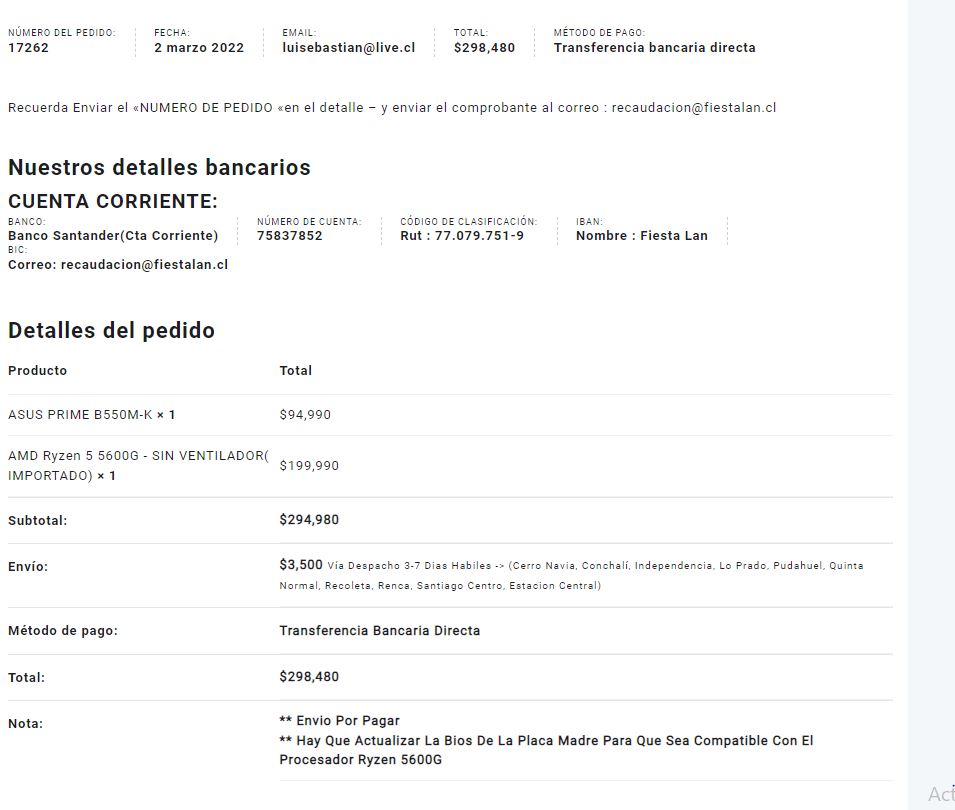 NÚMERO DEL PEDIDO: FECHA: EMAIL: TOTAL: MÉTODO DE PAGO:
17262 2 marzo 2022 luisebastian@live.cl $298,480 Transferencia bancaria directa
Recuerda Enviar el «NUMERO DE PEDIDO «en el detalle – y enviar el comprobante al correo : recaudacion@fiestalan.cl
Nuestros detalles bancarios
CUENTA CORRIENTE:
BANCO: NÚMERO DE CUENTA: CÓDIGO DE CLASIFICACIÓN: IBAN:
Banco Santander(Cta Corriente) 75837852 Rut : 77.079.751-9 Nombre : Fiesta Lan
BIC:
Correo: recaudacion@fiestalan.cl
Detalles del pedido
Producto Total
ASUS PRIME B550M-K × 1 $94,990
AMD Ryzen 5 5600G - SIN VENTILADOR(
IMPORTADO) × 1 $199,990
Subtotal: $294,980
Envío: $3,500 Vía Despacho 3-7 Dias Habiles -> (Cerro Navia, Conchalí, Independencia, Lo Prado, Pudahuel, Quinta
Normal, Recoleta, Renca, Santiago Centro, Estacion Central)
Método de pago: Transferencia Bancaria Directa
Total: $298,480
Nota: ** Envio Por Pagar
** Hay Que Actualizar La Bios De La Placa Madre Para Que Sea Compatible Con El
Procesador Ryzen 5600G